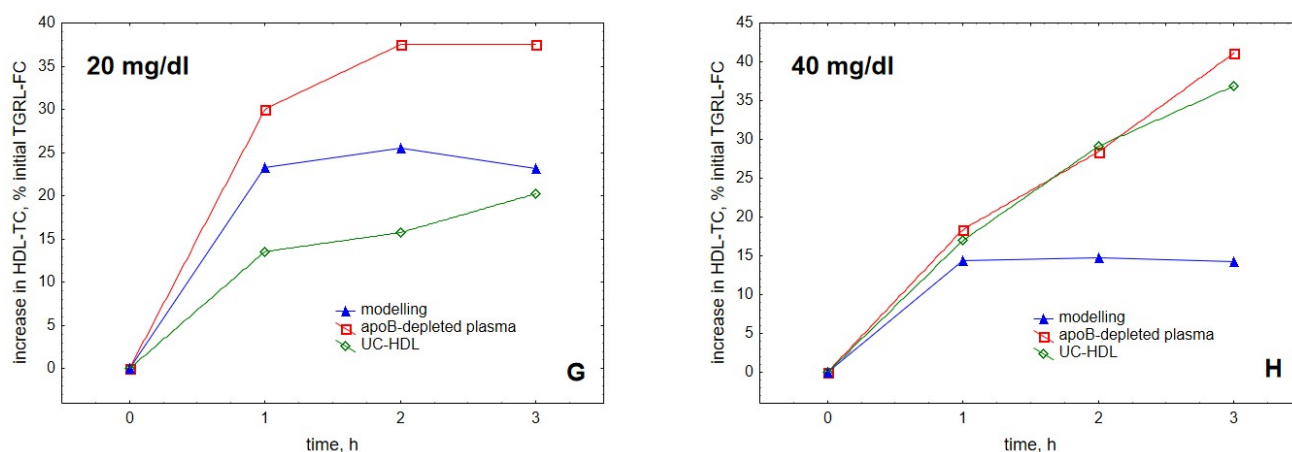 20 mg/dl
increase in HDL-TC, % initial TGRL-FC
40
35
30
25
20
15
10
5
0
modelling
apoB-depleted plasma
UC-HDL
G
0 1 2 3
time, h
40 mg/dl
increase in HDL-TC, % initial TGRL-FC
45
40
35
30
25
20
15
10
5
0
modelling
apoB-depleted plasma
UC-HDL
H
0 1 2 3
time, h